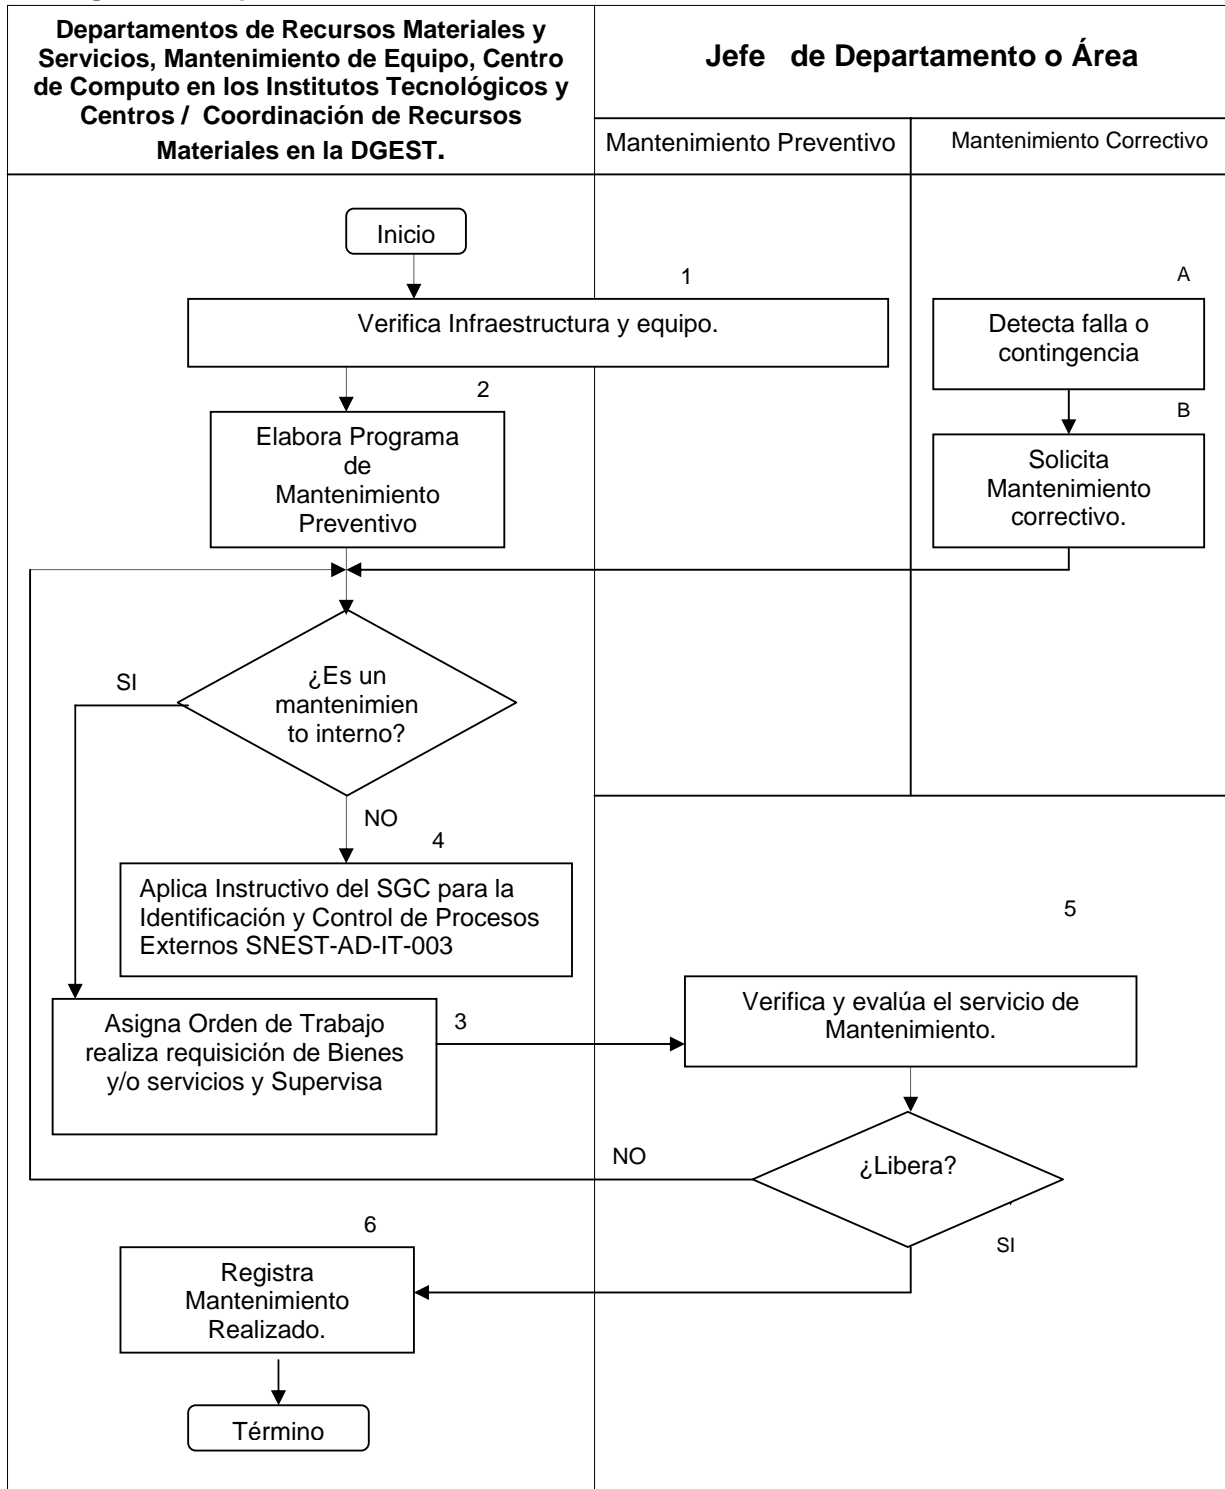 Departamentos de Recursos Materiales y
Servicios, Mantenimiento de Equipo, Centro
de Computo en los Institutos Tecnológicos y
Centros / Coordinación de Recursos
Materiales en la DGEST.
Jefe de Departamento o Área
Mantenimiento Preventivo
Mantenimiento Correctivo
Inicio
1
Verifica Infraestructura y equipo.
A
Detecta falla o
contingencia
2
Elabora Programa
de
Mantenimiento
Preventivo
B
Solicita
Mantenimiento
correctivo.
¿Es un
mantenimien
to interno?
SI
NO
4
Aplica Instructivo del SGC para la
Identificación y Control de Procesos
Externos SNEST-AD-IT-003
3
Asigna Orden de Trabajo
realiza requisición de Bienes
y/o servicios y Supervisa
5
Verifica y evalúa el servicio de
Mantenimiento.
¿Libera?
NO
SI
6
Registra
Mantenimiento
Realizado.
Término